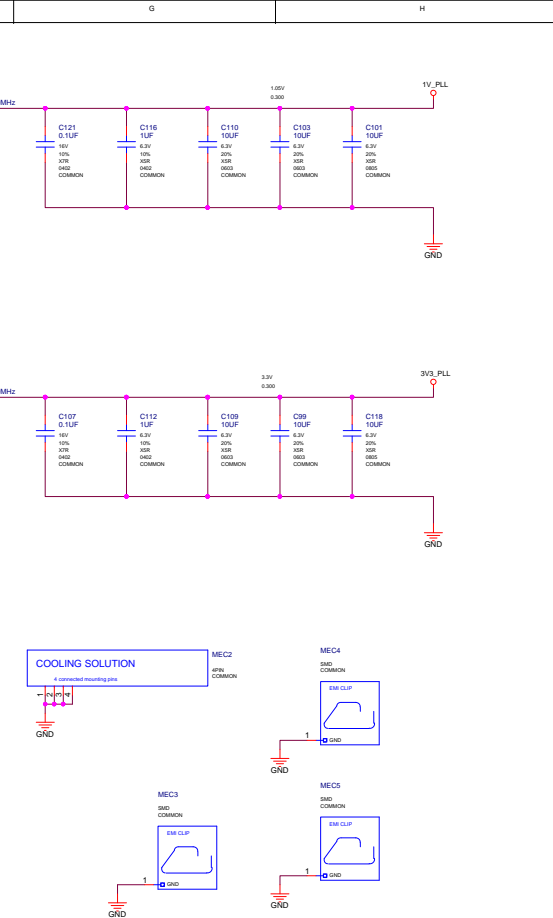 G
H
1.05V
0.300
1V_PLL
MHz
C121
0.1UF
16V
10%
X7R
0402
COMMON
C116
1UF
6.3V
10%
X5R
0402
COMMON
C110
10UF
6.3V
20%
X5R
0603
COMMON
C103
10UF
6.3V
20%
X5R
0603
COMMON
C101
10UF
6.3V
20%
X5R
0805
COMMON
GND
3.3V
0.300
3V3_PLL
MHz
C107
0.1UF
16V
10%
X7R
0402
COMMON
C112
1UF
6.3V
10%
X5R
0402
COMMON
C109
10UF
6.3V
20%
X5R
0603
COMMON
C99
10UF
6.3V
20%
X5R
0603
COMMON
C118
10UF
6.3V
20%
X5R
0805
COMMON
GND
COOLING SOLUTION
4 connected mounting pins
1
2
3
4
MEC2
4PIN
COMMON
GND
MEC4
SMD
COMMON
EMI CLIP
1
GND
GND
MEC3
SMD
COMMON
EMI CLIP
1
GND
GND
MEC5
SMD
COMMON
EMI CLIP
1
GND
GND